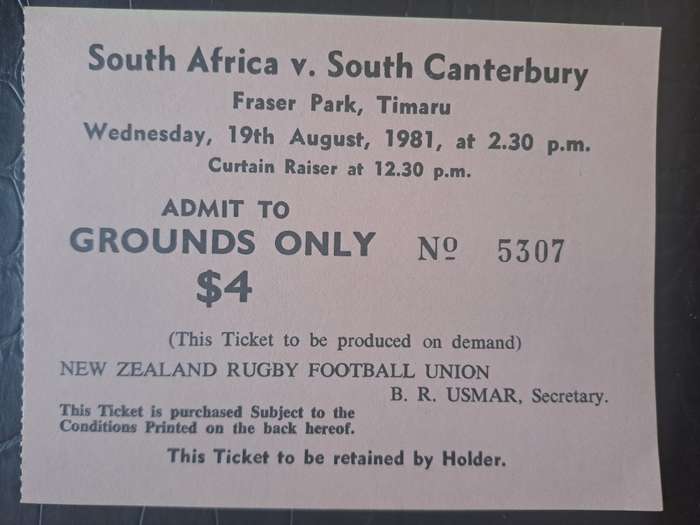 South Africa v. South Canterbury
Fraser Park, Timaru
Wednesday, 19th August, 1981, at 2.30 p.m.
Curtain Raiser at 12.30 p.m.
ADMIT TO
GROUNDS ONLY Nº 5307
$4
(This Ticket to be produced on demand)
NEW ZEALAND RUGBY FOOTBALL UNION
B. R. USMAR, Secretary.
This Ticket is purchased Subject to the
Conditions Printed on the back hereof.
This Ticket to be retained by Holder.